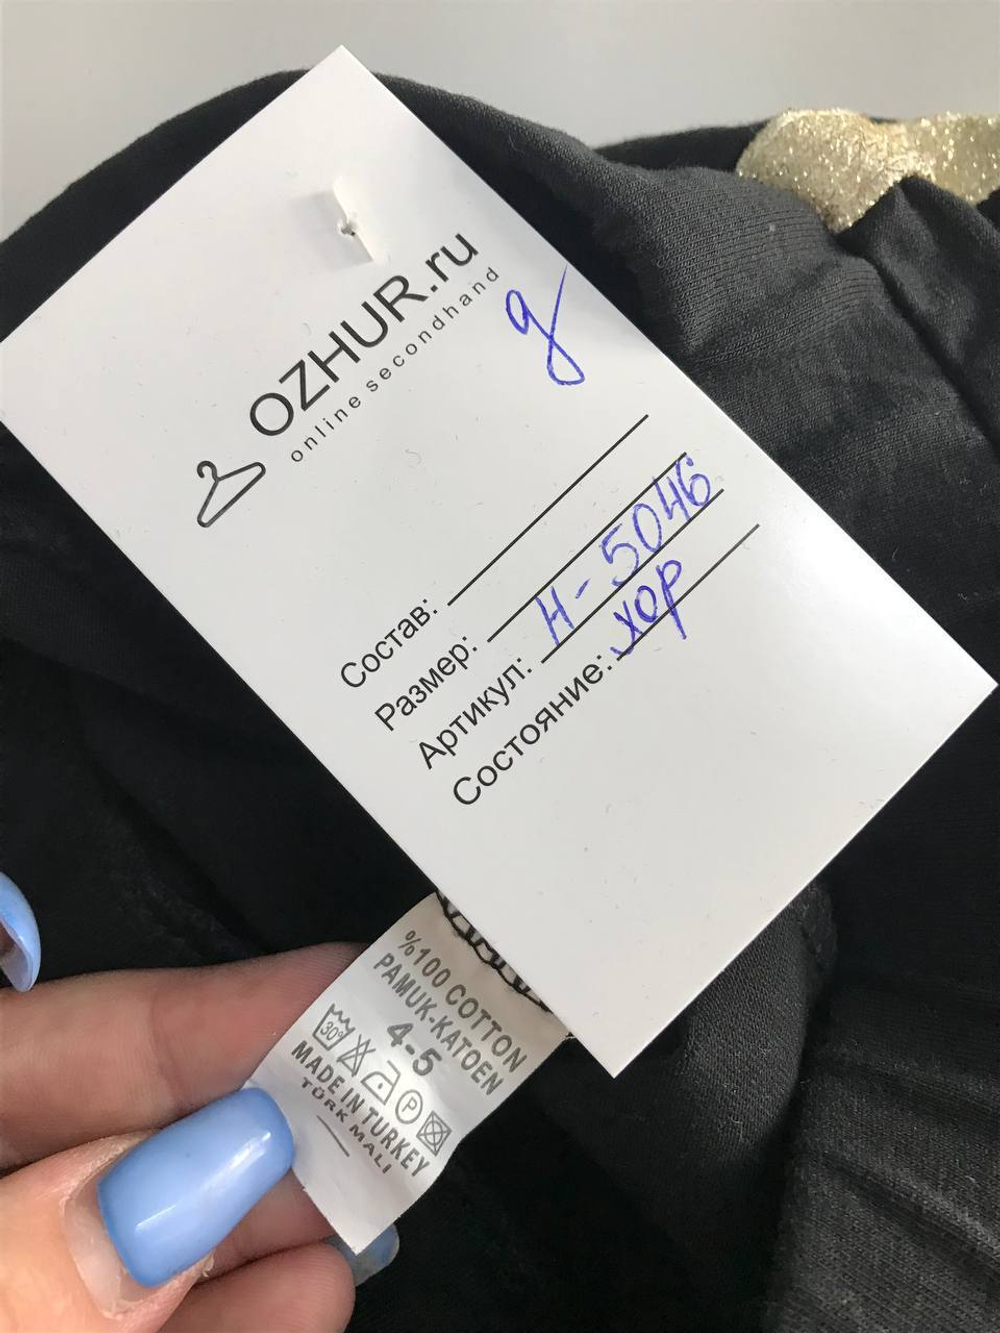 OZHUR.ru
online secondhand
g
Состав:
Размер:
Артикул: Н-5046
Состояние: хор
%100 COTTON
PAMUK-KATOEN
4-5
30°
P
MADE IN TURKEY
TÜRK MALI